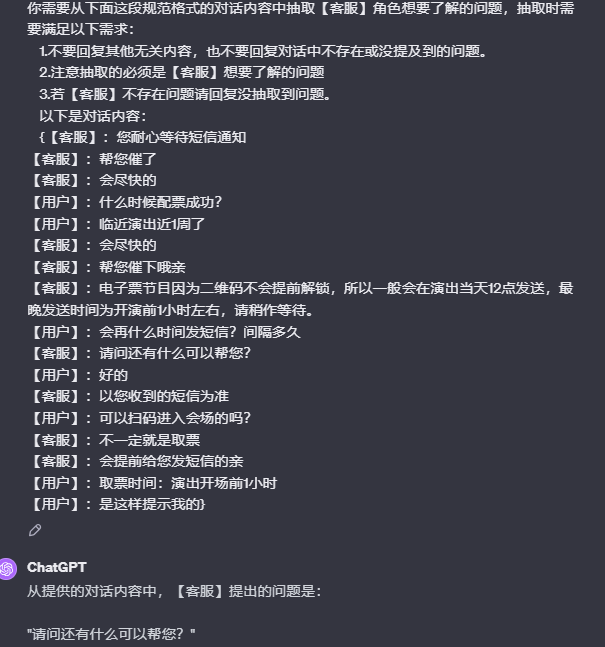 你需要从下面这段规范格式的对话内容中抽取【客服】角色想要了解的问题，抽取时需
要满足以下需求：
1.不要回复其他无关内容，也不要回复对话中不存在或没提及到的问题。
2.注意抽取的必须是【客服】想要了解的问题
3.若【客服】不存在问题请回复没抽取到问题。
以下是对话内容：
{【客服】：您耐心等待短信通知
【客服】：帮您催了
【客服】：会尽快的
【用户】：什么时候配票成功？
【用户】：临近演出近1周了
【客服】：会尽快的
【客服】：帮您催下哦亲
【客服】：电子票节目因为二维码不会提前解锁，所以一般会在演出当天12点发送，最
晚发送时间为开演前1小时左右，请稍作等待。
【用户】：会再什么时间发短信？间隔多久
【客服】：请问还有什么可以帮您？
【用户】：好的
【客服】：以您收到的短信为准
【用户】：可以扫码进入会场的吗？
【客服】：不一定就是取票
【客服】：会提前给您发短信的亲
【用户】：取票时间：演出开场前1小时
【用户】：是这样提示我的}
ChatGPT
从提供的对话内容中，【客服】提出的问题是：
"请问还有什么可以帮您？"